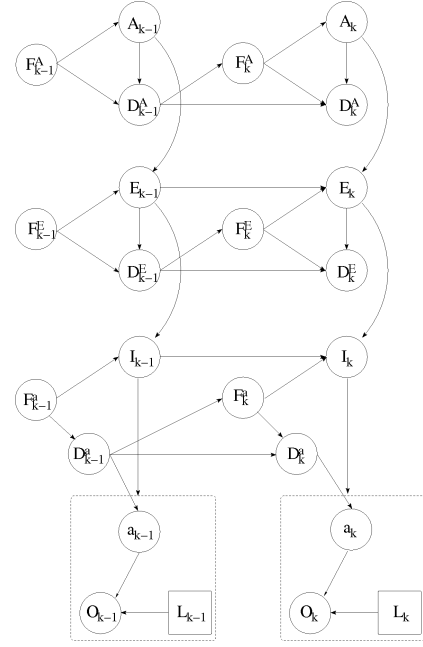 A_{k-1} A_k
F^A_{k-1} F^A_k
D^A_{k-1} D^A_k
E_{k-1} E_k
F^E_{k-1} F^E_k
D^E_{k-1} D^E_k
I_{k-1} I_k
F^a_{k-1} F^a_k
D^a_{k-1} D^a_k
a_{k-1} a_k
O_{k-1} L_{k-1} O_k L_k